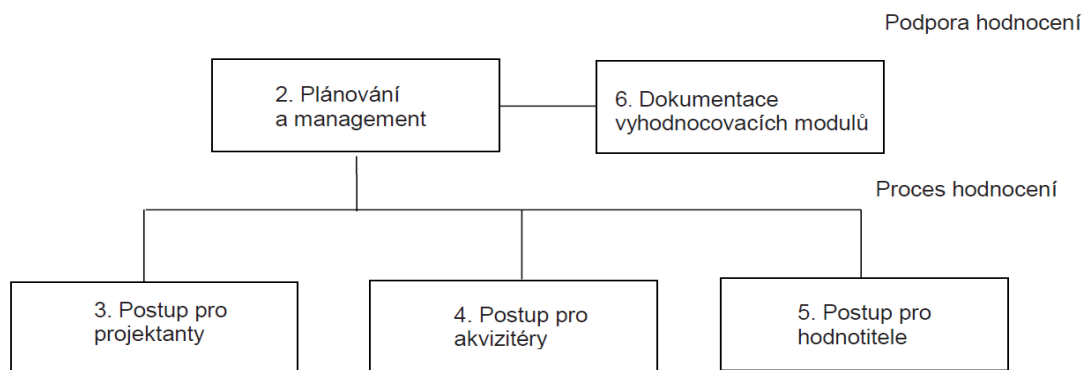 Podpora hodnocení
2. Plánování
a management
6. Dokumentace
vyhodnocovacích modulů
Proces hodnocení
3. Postup pro
projektanty
4. Postup pro
akvizitéry
5. Postup pro
hodnotitele